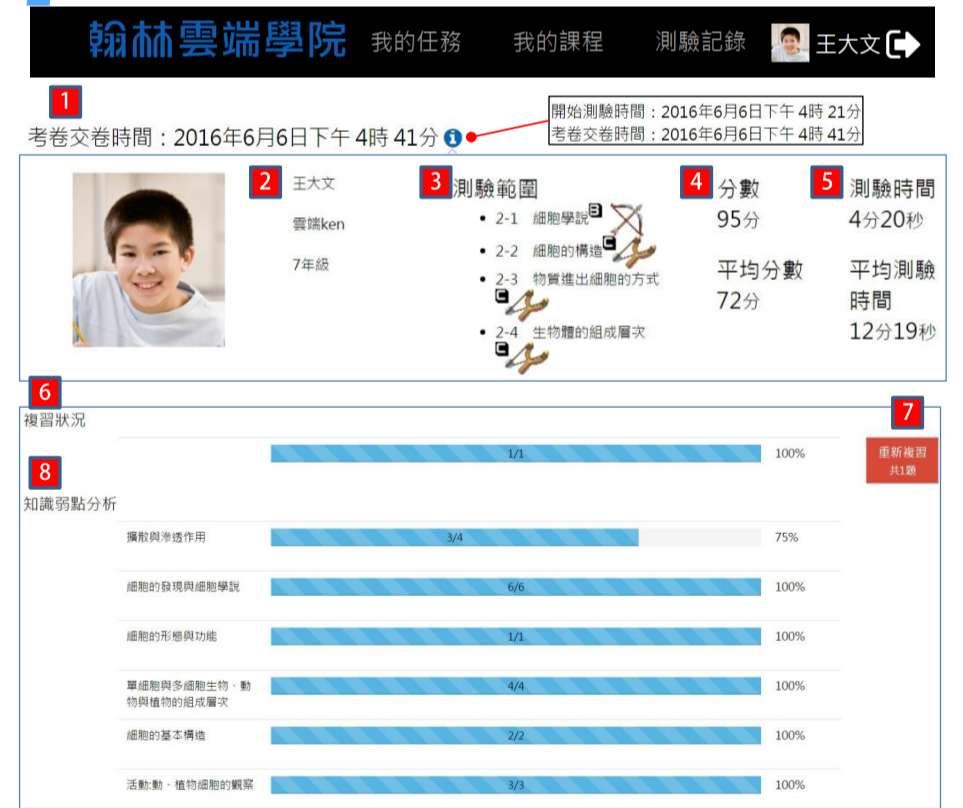 翰林雲端學院 我的任務 我的課程 測驗記錄 王大文
1
考卷交卷時間：2016年6月6日下午 4時 41分
開始測驗時間：2016年6月6日下午 4時 21分
考卷交卷時間：2016年6月6日下午 4時 41分
2
王大文
雲端ken
7年級
3
測驗範圍
2-1 細胞學說 B
2-2 細胞的構造 C
2-3 物質進出細胞的方式
C
2-4 生物體的組成層次
C
4
分數
95分
平均分數
72分
5
測驗時間
4分20秒
平均測驗
時間
12分19秒
6
複習狀況
1/1 100%
7
重新複習
共1題
8
知識弱點分析
擴散與滲透作用 3/4 75%
細胞的發現與細胞學說 6/6 100%
細胞的形態與功能 1/1 100%
單細胞與多細胞生物、動
物與植物的組成層次 4/4 100%
細胞的基本構造 2/2 100%
活動:動、植物細胞的觀察 3/3 100%